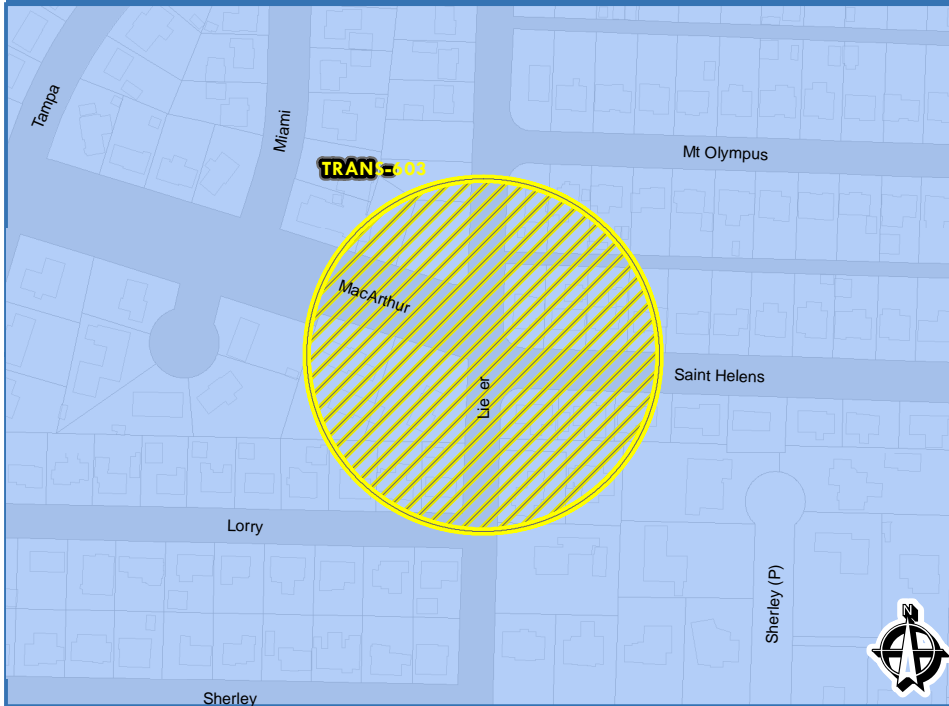 Tampa
Miami
Mt Olympus
TRANS-603
MacArthur
Saint Helens
Lorry
Sherley (P)
N
Sherley